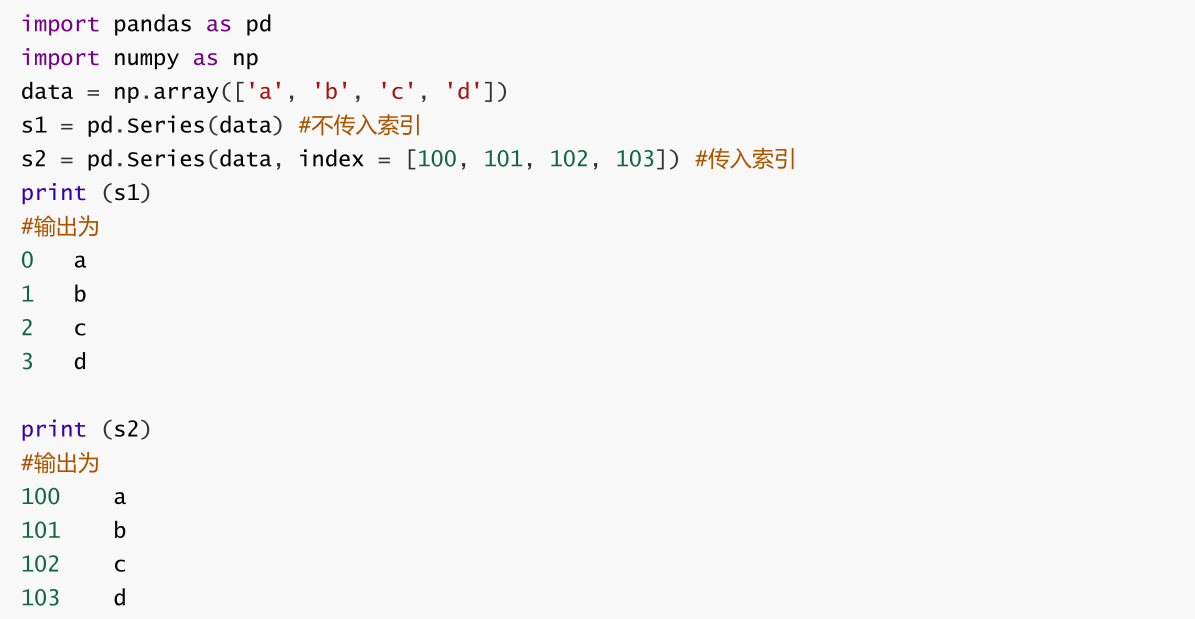 import pandas as pd
import numpy as np
data = np.array(['a', 'b', 'c', 'd'])
s1 = pd.Series(data) #不传入索引
s2 = pd.Series(data, index = [100, 101, 102, 103]) #传入索引
print (s1)
#输出为
0   a
1   b
2   c
3   d

print (s2)
#输出为
100    a
101    b
102    c
103    d